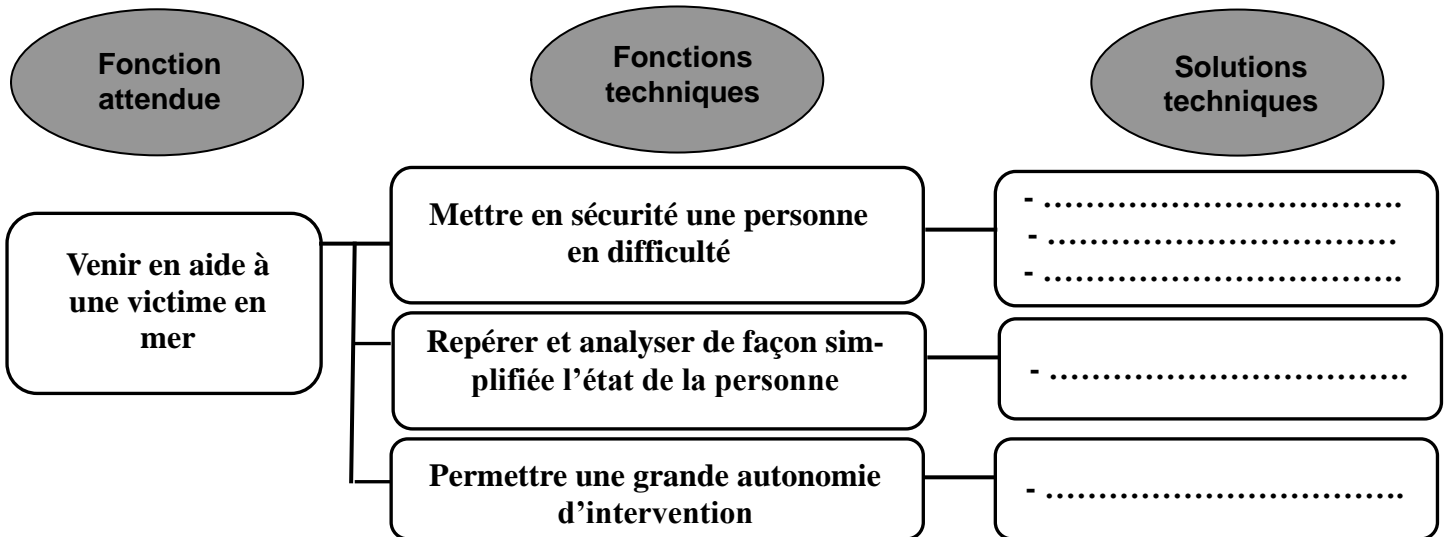 Fonction
attendue
Fonctions
techniques
Solutions
techniques
Venir en aide à
une victime en
mer
Mettre en sécurité une personne
en difficulté
- ……………………………….
- ………………………………
- ……………………………….
Repérer et analyser de façon sim-
plifiée l’état de la personne
- ……………………………….
Permettre une grande autonomie
d’intervention
- ……………………………….